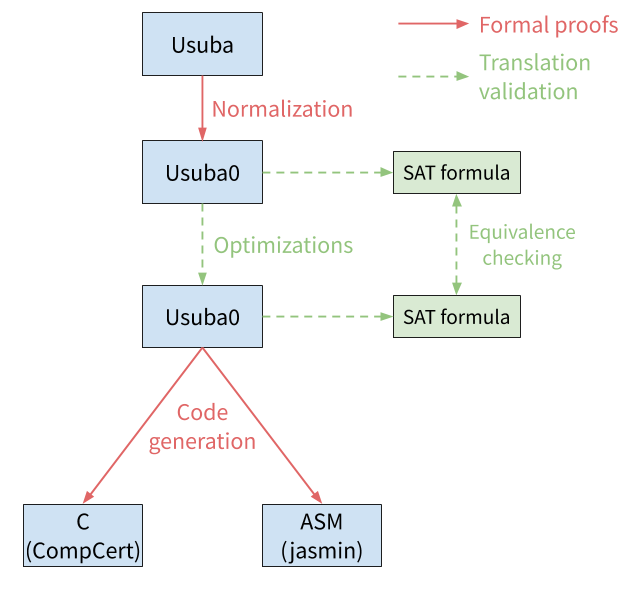 Usuba
Formal proofs
Translation
validation
Normalization
Usuba0
SAT formula
Optimizations
Equivalence
checking
Usuba0
SAT formula
Code
generation
C
(CompCert)
ASM
(jasmin)